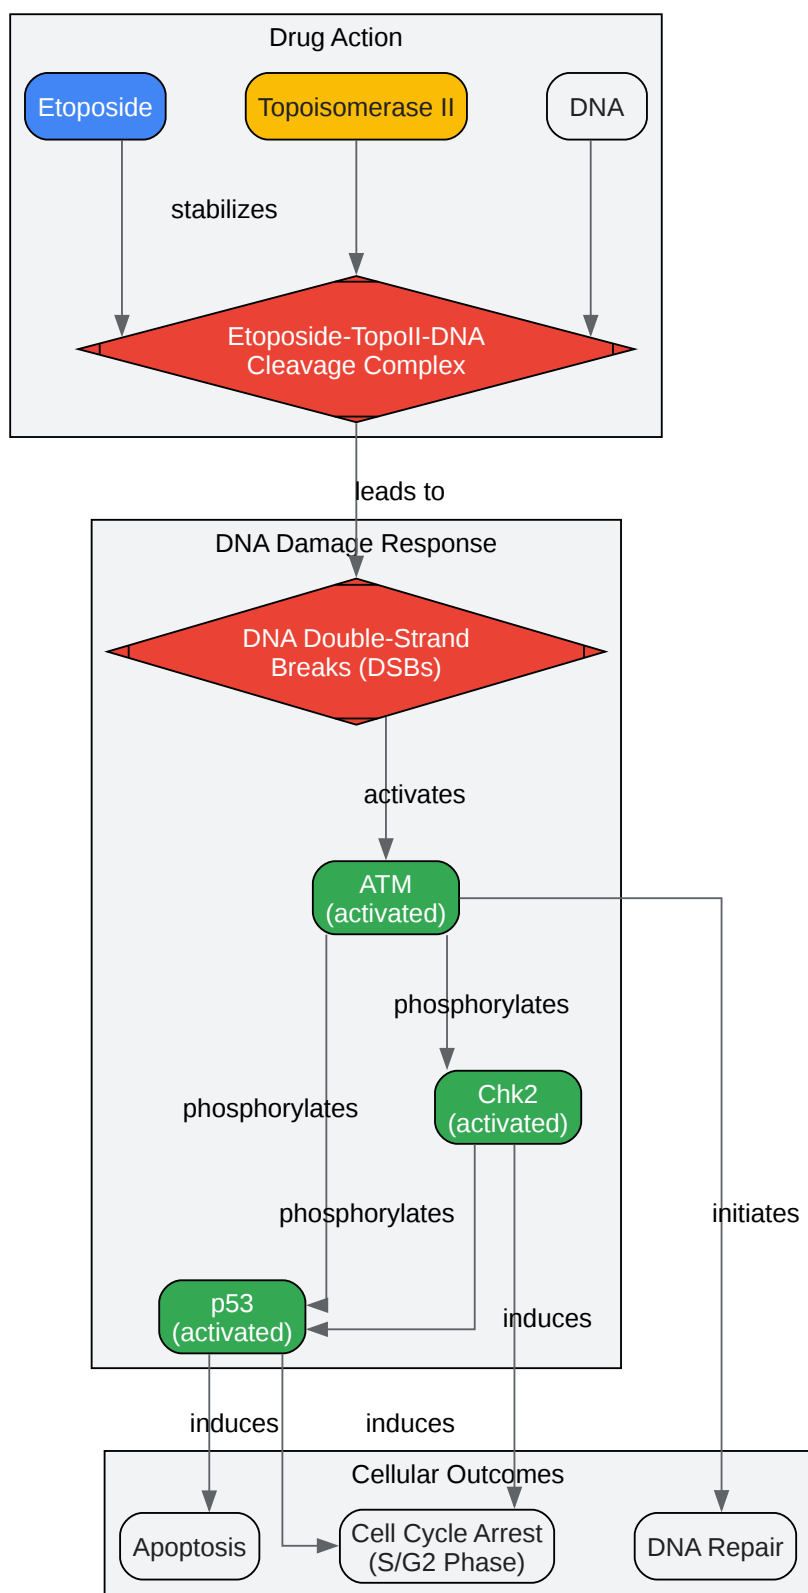 Drug Action
Etoposide
Topoisomerase II
DNA
stabilizes
Etoposide-TopoII-DNA
Cleavage Complex
leads to
DNA Damage Response
DNA Double-Strand
Breaks (DSBs)
activates
ATM
(activated)
phosphorylates
Chk2
(activated)
phosphorylates
phosphorylates
initiates
p53
(activated)
induces
induces
induces
Cellular Outcomes
Apoptosis
Cell Cycle Arrest
(S/G2 Phase)
DNA Repair